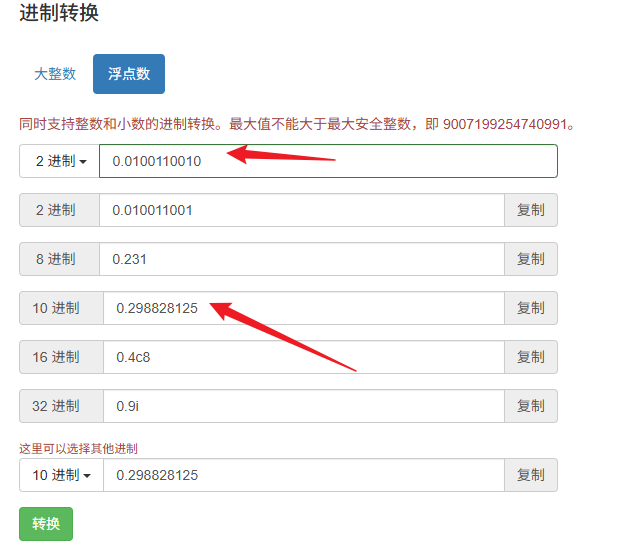 进制转换
大整数 浮点数
同时支持整数和小数的进制转换。最大值不能大于最大安全整数，即 9007199254740991。
2 进制 0.0100110010
2 进制 0.010011001 复制
8 进制 0.231 复制
10 进制 0.298828125 复制
16 进制 0.4c8 复制
32 进制 0.9i 复制
这里可以选择其他进制
10 进制 0.298828125 复制
转换